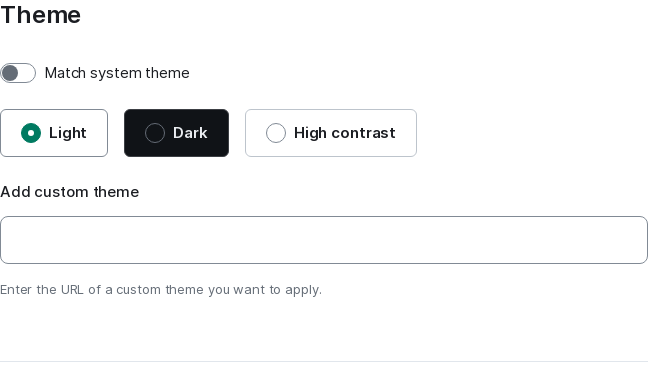 Theme
Match system theme
Light
Dark
High contrast
Add custom theme
Enter the URL of a custom theme you want to apply.